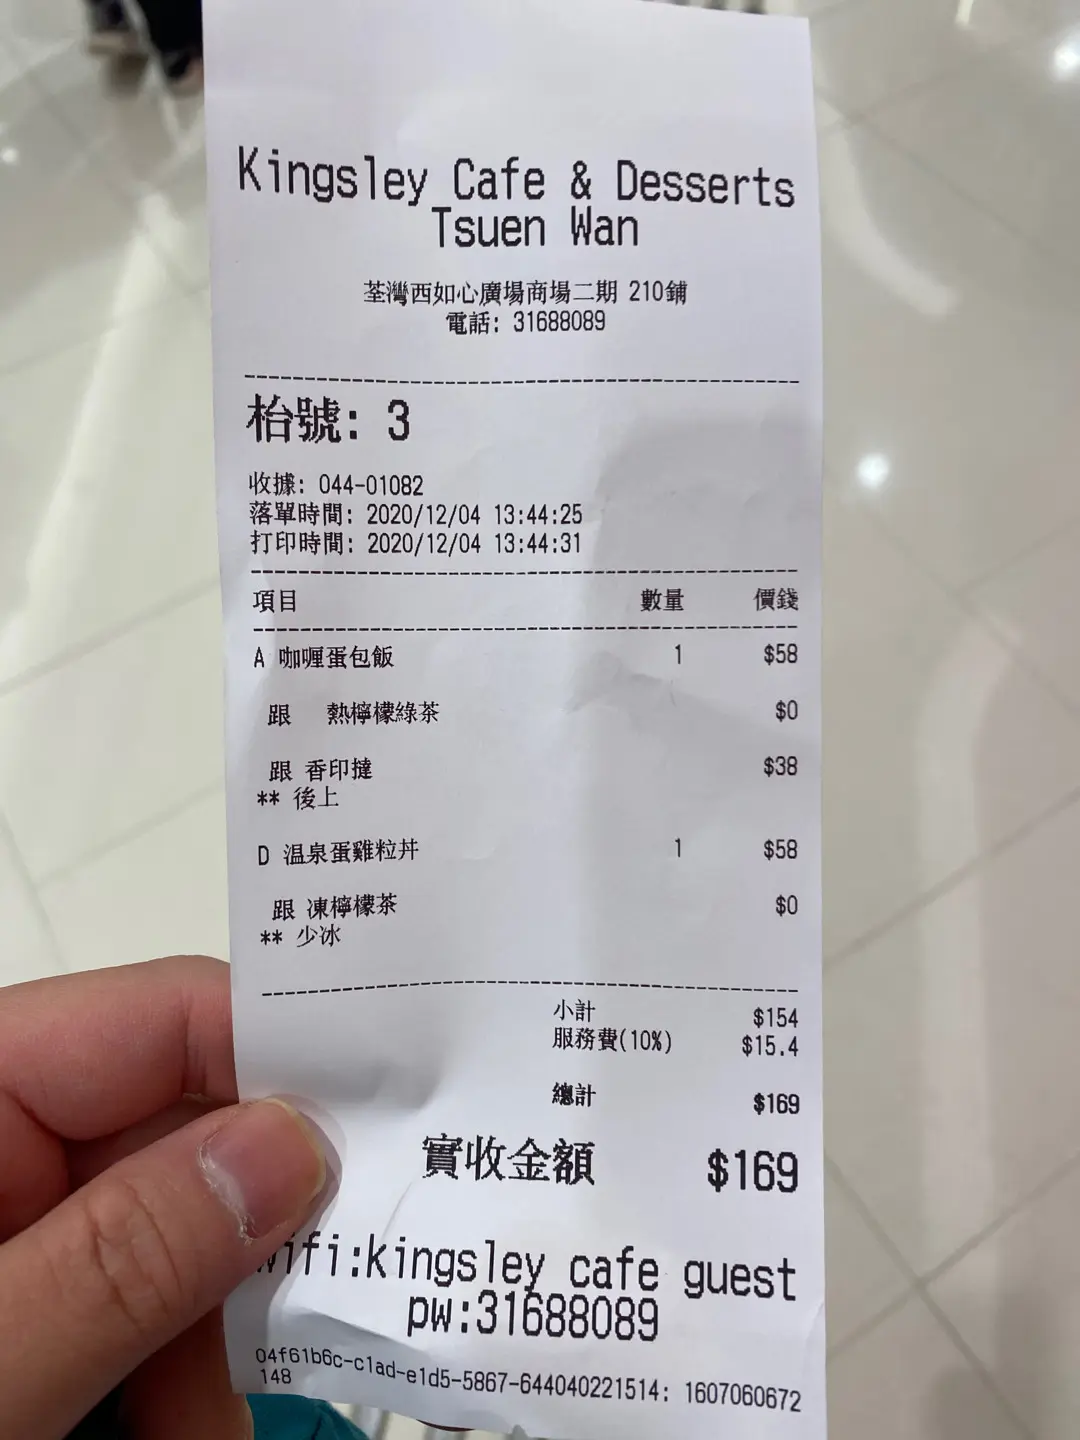 Kingsley Cafe & Desserts
Tsuen Wan
荃灣西如心廣場商場二期 210鋪
電話: 31688089
枱號: 3
收據: 044-01082
落單時間: 2020/12/04 13:44:25
打印時間: 2020/12/04 13:44:31
項目 數量 價錢
A 咖喱蛋包飯 1 $58
跟 熱檸檬綠茶 $0
跟 香印撻 $38
** 後上
D 温泉蛋雞粒丼 1 $58
跟 凍檸檬茶 $0
** 少冰
小計 $154
服務費(10%) $15.4
總計 $169
實收金額 $169
wifi:kingsley cafe guest
pw:31688089
04f61b6c-c1ad-e1d5-5867-644040221514: 1607060672
148